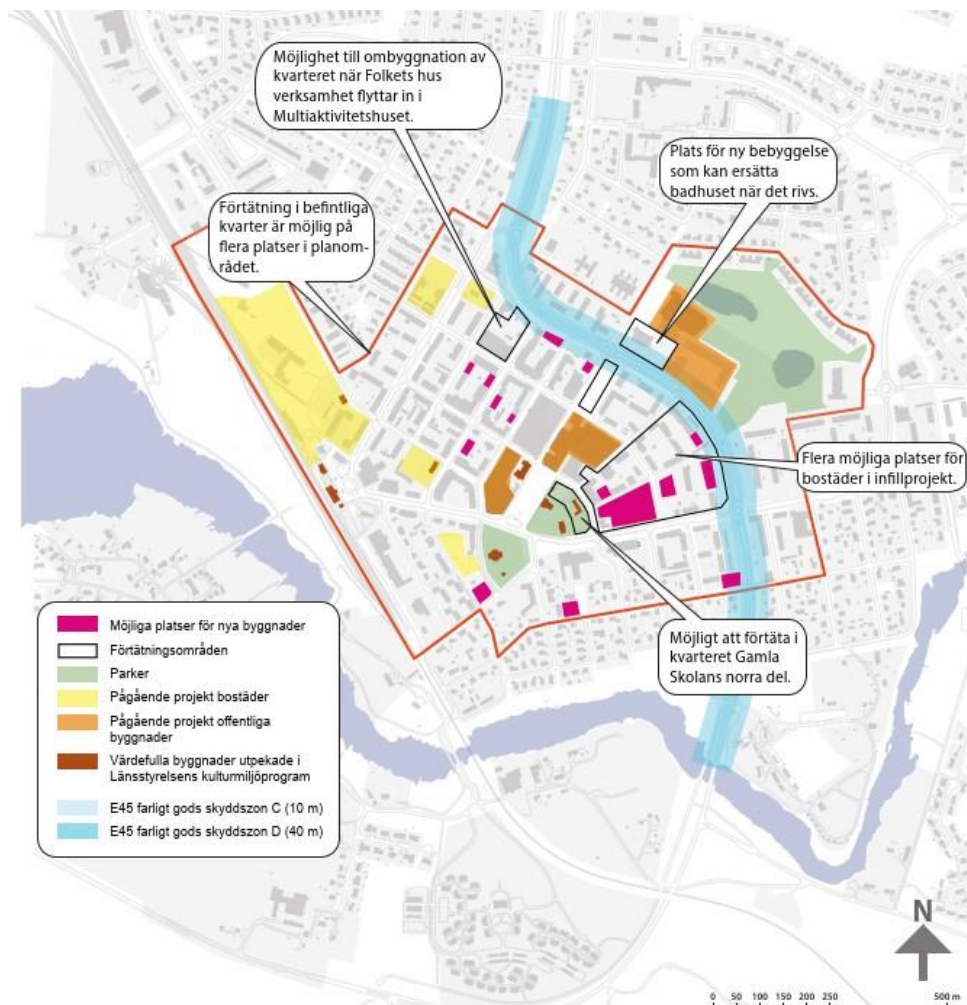 Möjlighet till ombyggnation av
kvarteret när Folkets hus
verksamhet flyttar in i
Multiaktivitetshuset.
Plats för ny bebyggelse
som kan ersätta
badhuset när det rivs.
Förtätning i befintliga
kvarter är möjlig på
flera platser i planom-
rådet.
Flera möjliga platser för
bostäder i infillprojekt.
Möjligt att förtäta i
kvarteret Gamla
Skolans norra del.
Möjliga platser för nya byggnader
Förtätningsområden
Parker
Pågående projekt bostäder
Pågående projekt offentliga
byggnader
Värdefulla byggnader utpekade i
Länsstyrelsens kulturmiljöprogram
E45 farligt gods skyddszon C (10 m)
E45 farligt gods skyddszon D (40 m)
N
0 50 100 150 200 250 500 m